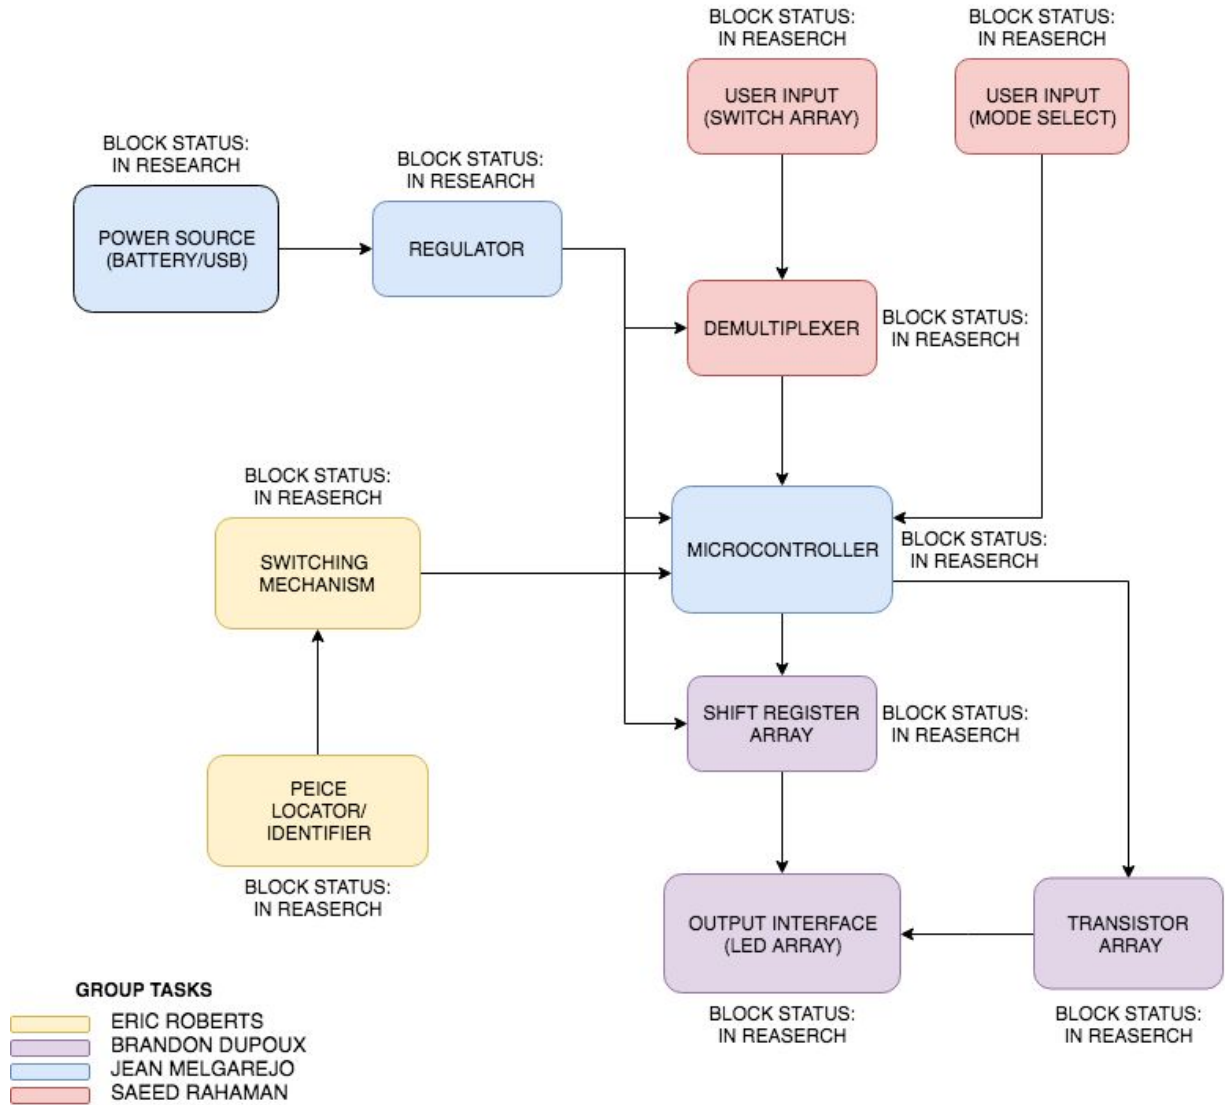 BLOCK STATUS:
IN REASERCH
BLOCK STATUS:
IN REASERCH
USER INPUT
(SWITCH ARRAY)
USER INPUT
(MODE SELECT)
BLOCK STATUS:
IN RESEARCH
BLOCK STATUS:
IN RESEARCH
POWER SOURCE
(BATTERY/USB)
REGULATOR
DEMULTIPLEXER
BLOCK STATUS:
IN REASERCH
BLOCK STATUS:
IN REASERCH
SWITCHING
MECHANISM
MICROCONTROLLER
BLOCK STATUS:
IN REASERCH
SHIFT REGISTER
ARRAY
BLOCK STATUS:
IN REASERCH
PEICE
LOCATOR/
IDENTIFIER
BLOCK STATUS:
IN REASERCH
OUTPUT INTERFACE
(LED ARRAY)
TRANSISTOR
ARRAY
BLOCK STATUS:
IN REASERCH
BLOCK STATUS:
IN REASERCH
GROUP TASKS
ERIC ROBERTS
BRANDON DUPOUX
JEAN MELGAREJO
SAEED RAHAMAN